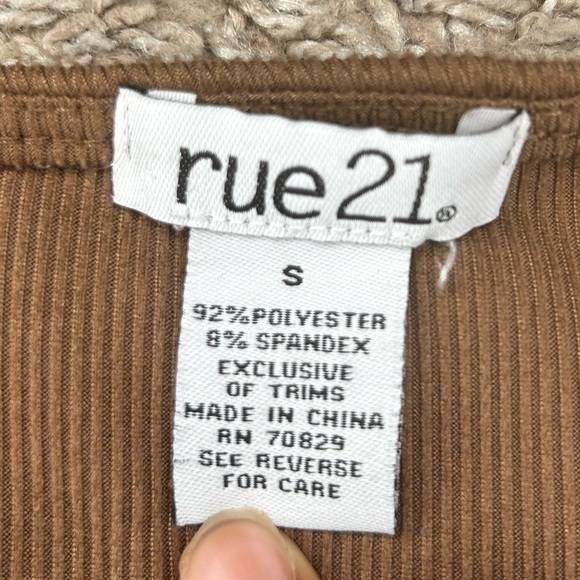 rue21®
S
92%POLYESTER
8% SPANDEX
EXCLUSIVE
OF TRIMS
MADE IN CHINA
RN 70829
SEE REVERSE
FOR CARE